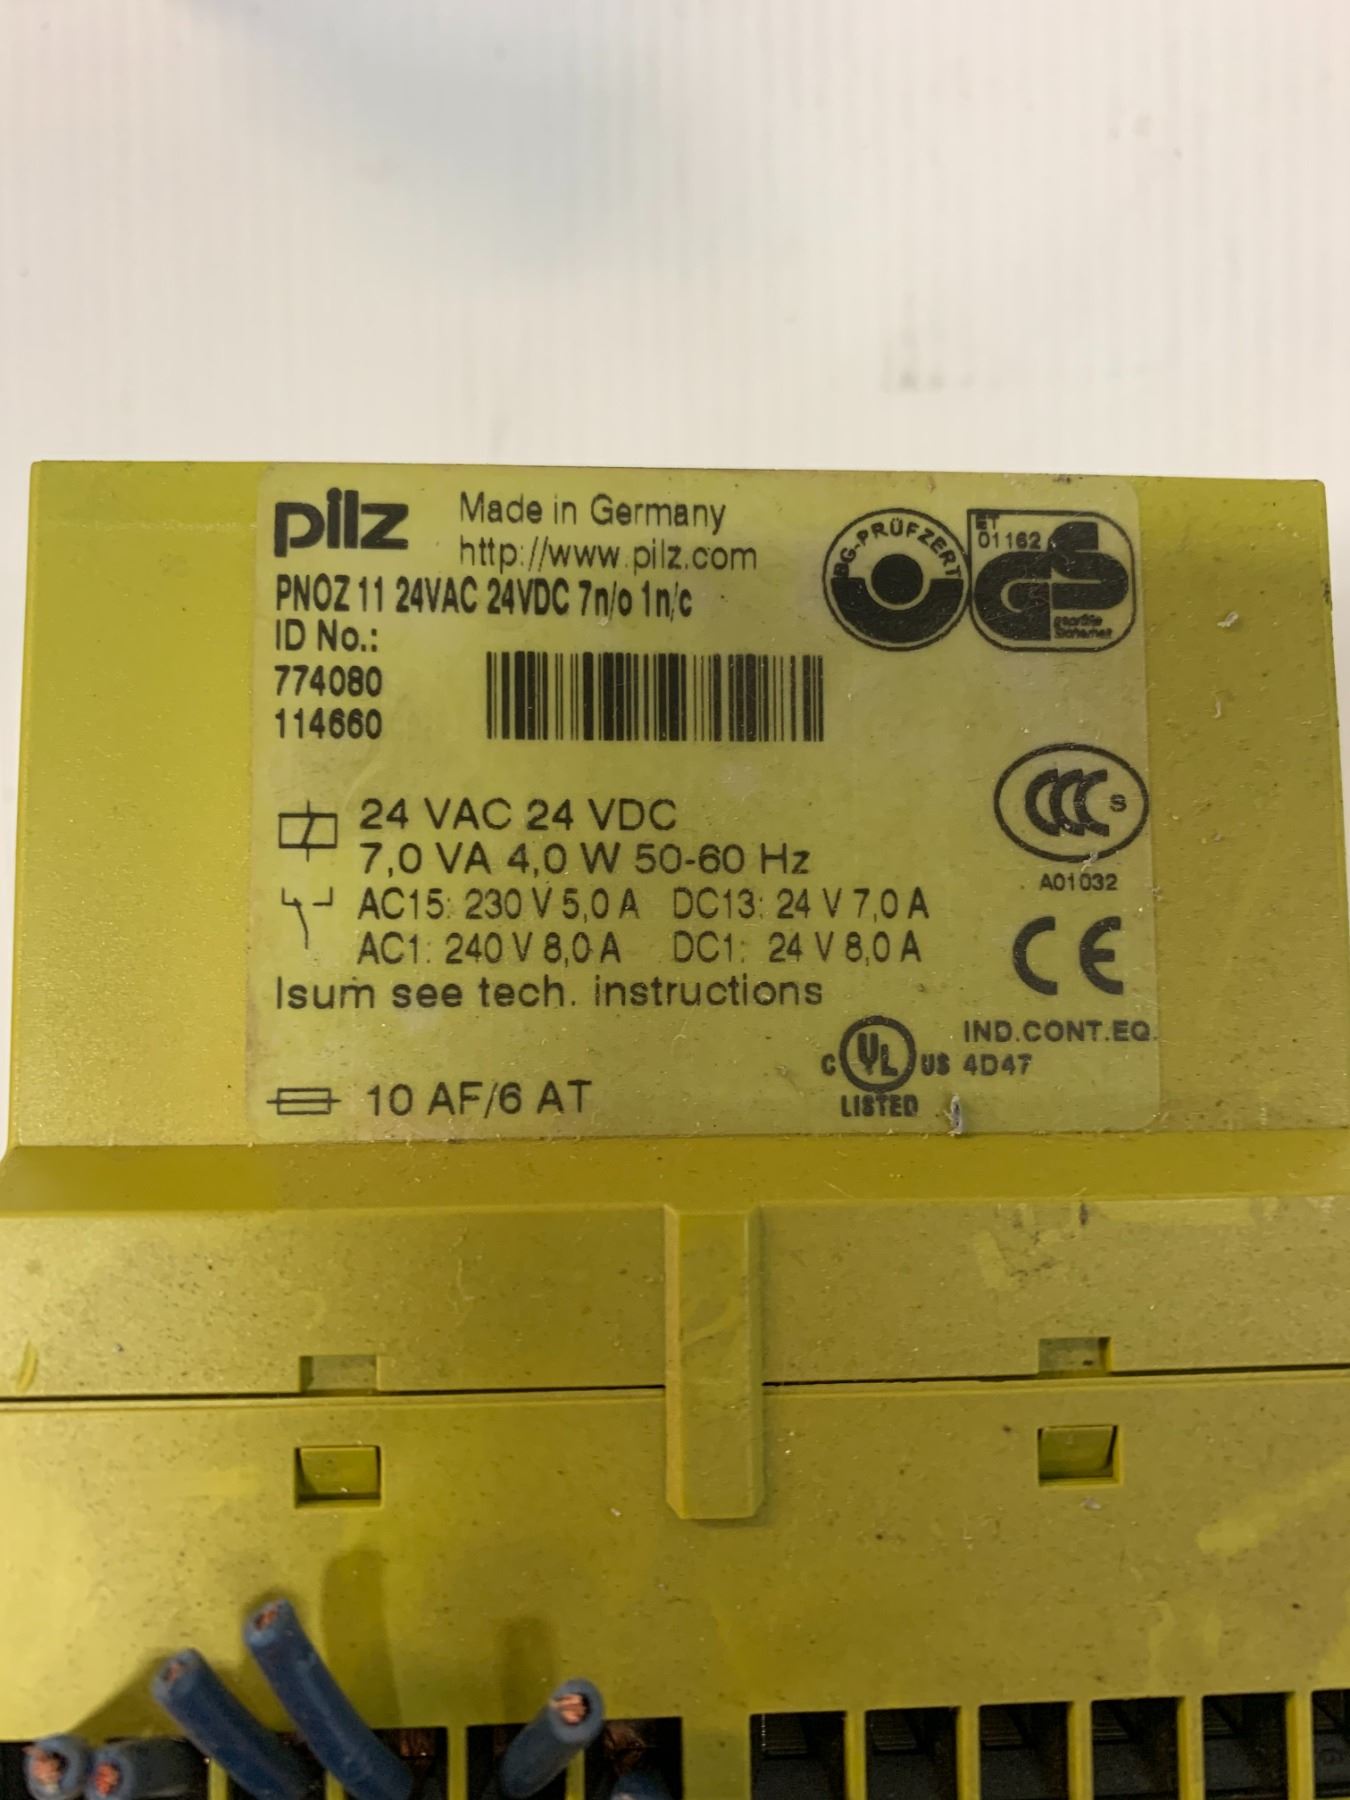 pilz
Made in Germany
http://www.pilz.com
PNOZ 11 24VAC 24VDC 7n/o 1n/c
ID No.:
774080
114660
BG-PRÜFZERT
ET
01162
GS
geprüfte
Sicherheit
CCC S
A01032
24 VAC 24 VDC
7,0 VA 4,0 W 50-60 Hz
AC15: 230 V 5,0 A DC13: 24 V 7,0 A
AC1: 240 V 8,0 A DC1: 24 V 8,0 A
CE
Isum see tech. instructions
10 AF/6 AT
C UL US
LISTED
IND.CONT.EQ.
4D47